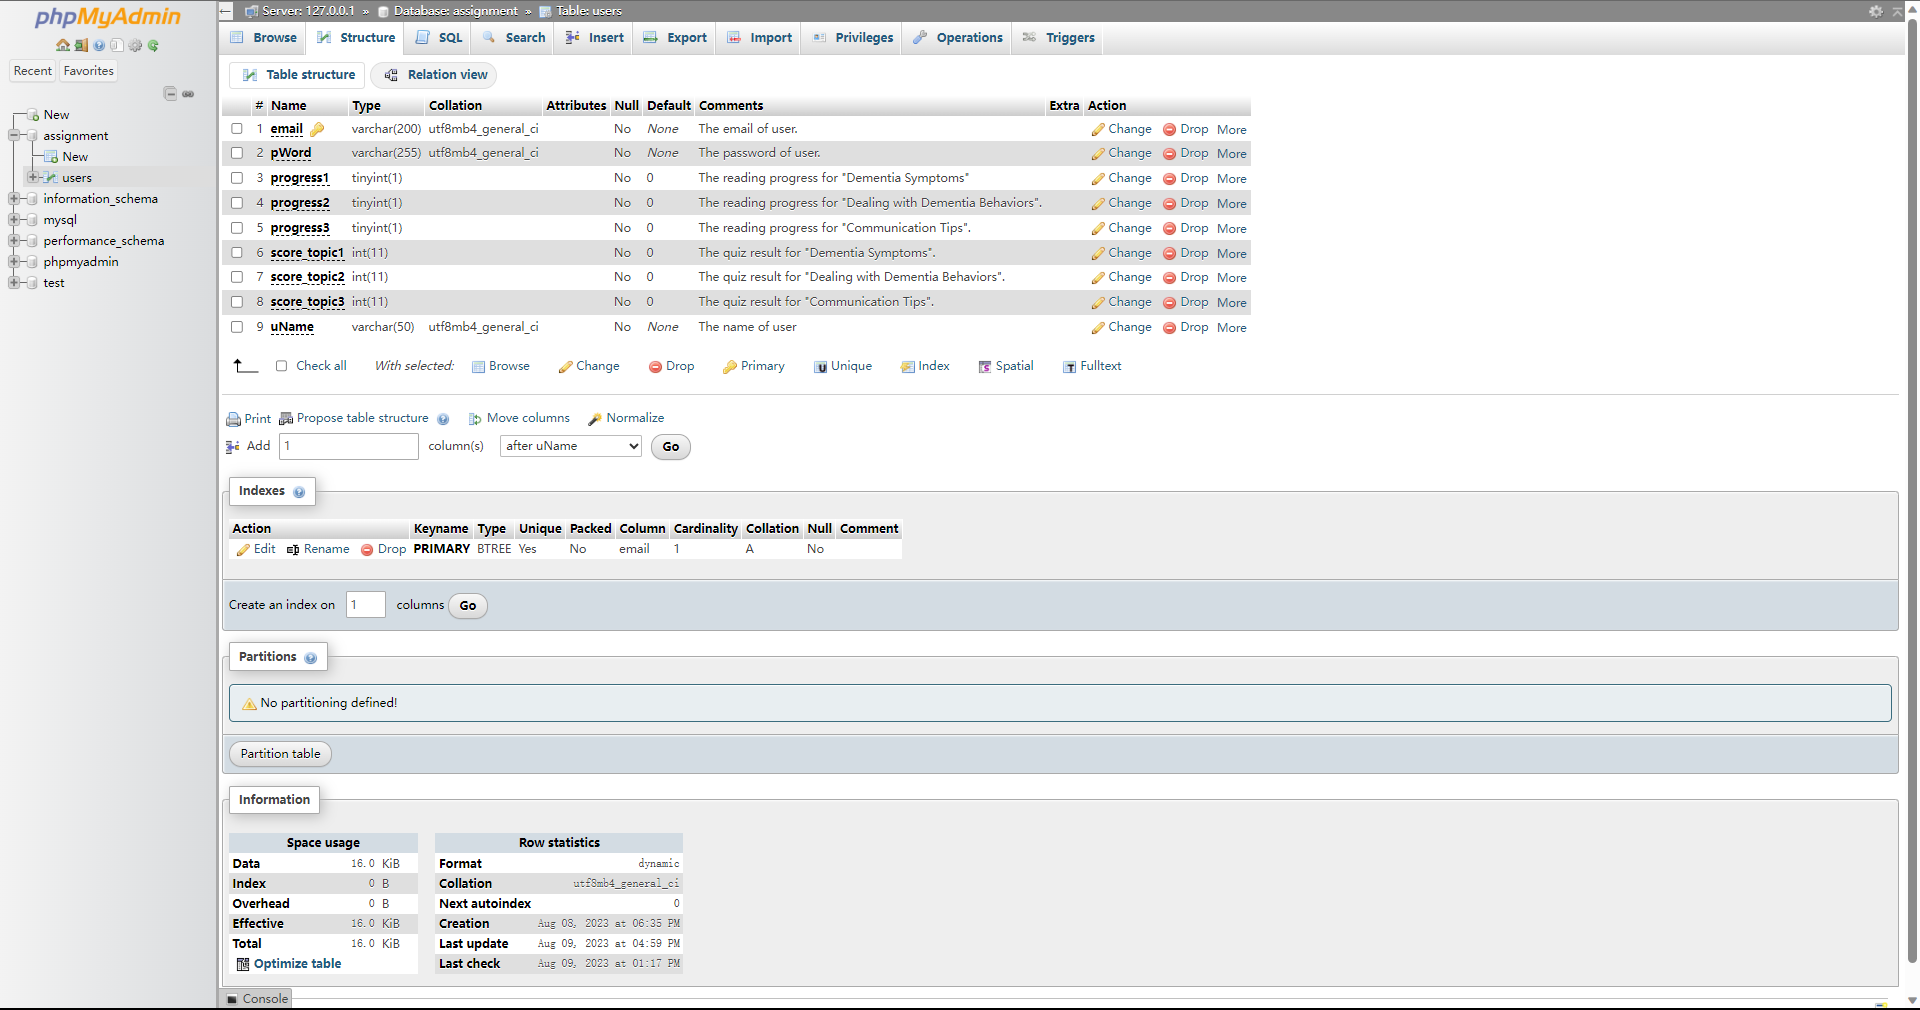 phpMyAdmin
Recent Favorites
New
assignment
New
users
information_schema
mysql
performance_schema
phpmyadmin
test
Server: 127.0.0.1 » Database: assignment » Table: users
Browse Structure SQL Search Insert Export Import Privileges Operations Triggers
Table structure Relation view
# Name Type Collation Attributes Null Default Comments Extra Action
1 email varchar(200) utf8mb4_general_ci No None The email of user. Change Drop More
2 pWord varchar(255) utf8mb4_general_ci No None The password of user. Change Drop More
3 progress1 tinyint(1) No 0 The reading progress for "Dementia Symptoms" Change Drop More
4 progress2 tinyint(1) No 0 The reading progress for "Dealing with Dementia Behaviors". Change Drop More
5 progress3 tinyint(1) No 0 The reading progress for "Communication Tips". Change Drop More
6 score_topic1 int(11) No 0 The quiz result for "Dementia Symptoms". Change Drop More
7 score_topic2 int(11) No 0 The quiz result for "Dealing with Dementia Behaviors". Change Drop More
8 score_topic3 int(11) No 0 The quiz result for "Communication Tips". Change Drop More
9 uName varchar(50) utf8mb4_general_ci No None The name of user Change Drop More
Check all With selected: Browse Change Drop Primary Unique Index Spatial Fulltext
Print Propose table structure Move columns Normalize
Add 1 column(s) after uName Go
Indexes
Action Keyname Type Unique Packed Column Cardinality Collation Null Comment
Edit Rename Drop PRIMARY BTREE Yes No email 1 A No
Create an index on 1 columns Go
Partitions
No partitioning defined!
Partition table
Information
Space usage
Data 16.0 KiB
Index 0 B
Overhead 0 B
Effective 16.0 KiB
Total 16.0 KiB
Optimize table
Row statistics
Format dynamic
Collation utf8mb4_general_ci
Next autoindex 0
Creation Aug 08, 2023 at 06:35 PM
Last update Aug 09, 2023 at 04:59 PM
Last check Aug 09, 2023 at 01:17 PM
Console